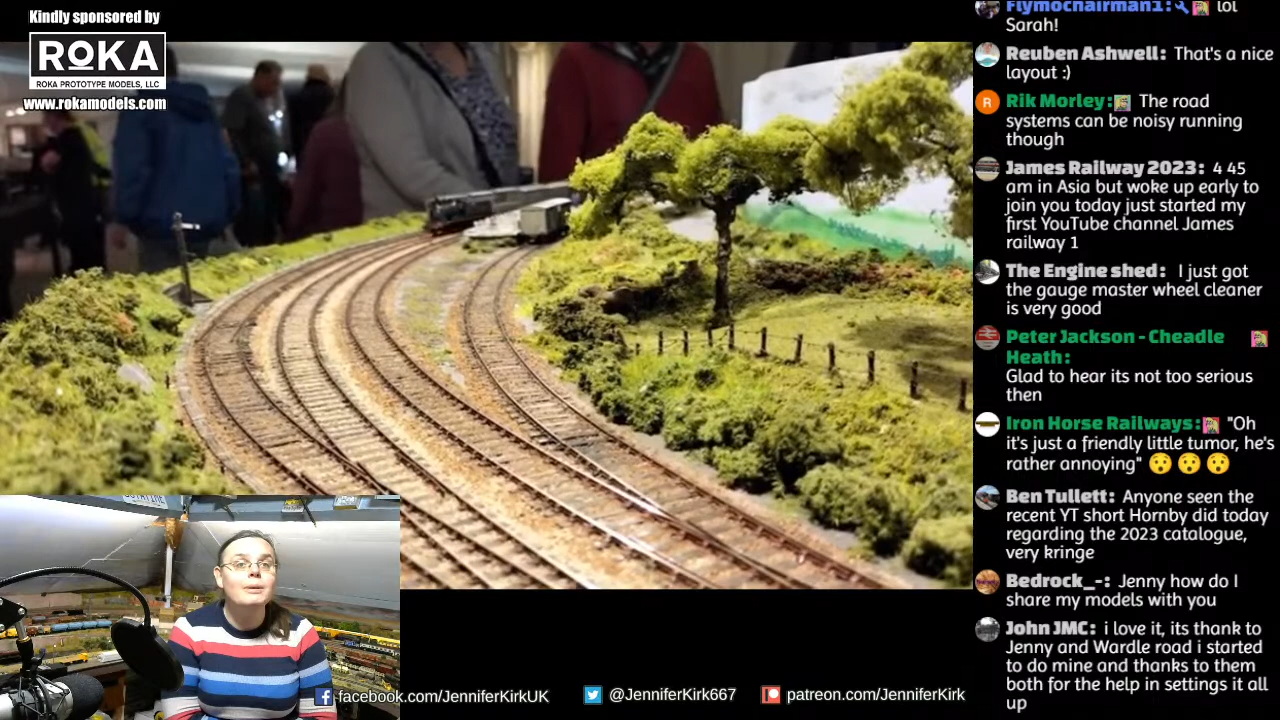 Kindly sponsored by
ROKA
ROKA PROTOTYPE MODELS, LLC
www.rokamodels.com
Flymochairman1: lol
Sarah!
Reuben Ashwell: That's a nice
layout :)
Rik Morley: The road
systems can be noisy running
though
James Railway 2023: 4 45
am in Asia but woke up early to
join you today just started my
first YouTube channel James
railway 1
The Engine shed: I just got
the gauge master wheel cleaner
is very good
Peter Jackson - Cheadle
Heath:
Glad to hear its not too serious
then
Iron Horse Railways: "Oh
it's just a friendly little tumor, he's
rather annoying" 😯 😯 😯
Ben Tullett: Anyone seen the
recent YT short Hornby did today
regarding the 2023 catalogue,
very kringe
Bedrock_-: Jenny how do I
share my models with you
John JMC: i love it, its thank to
Jenny and Wardle road i started
to do mine and thanks to them
both for the help in settings it all
up
facebook.com/JenniferKirkUK
@JenniferKirk667
patreon.com/JenniferKirk